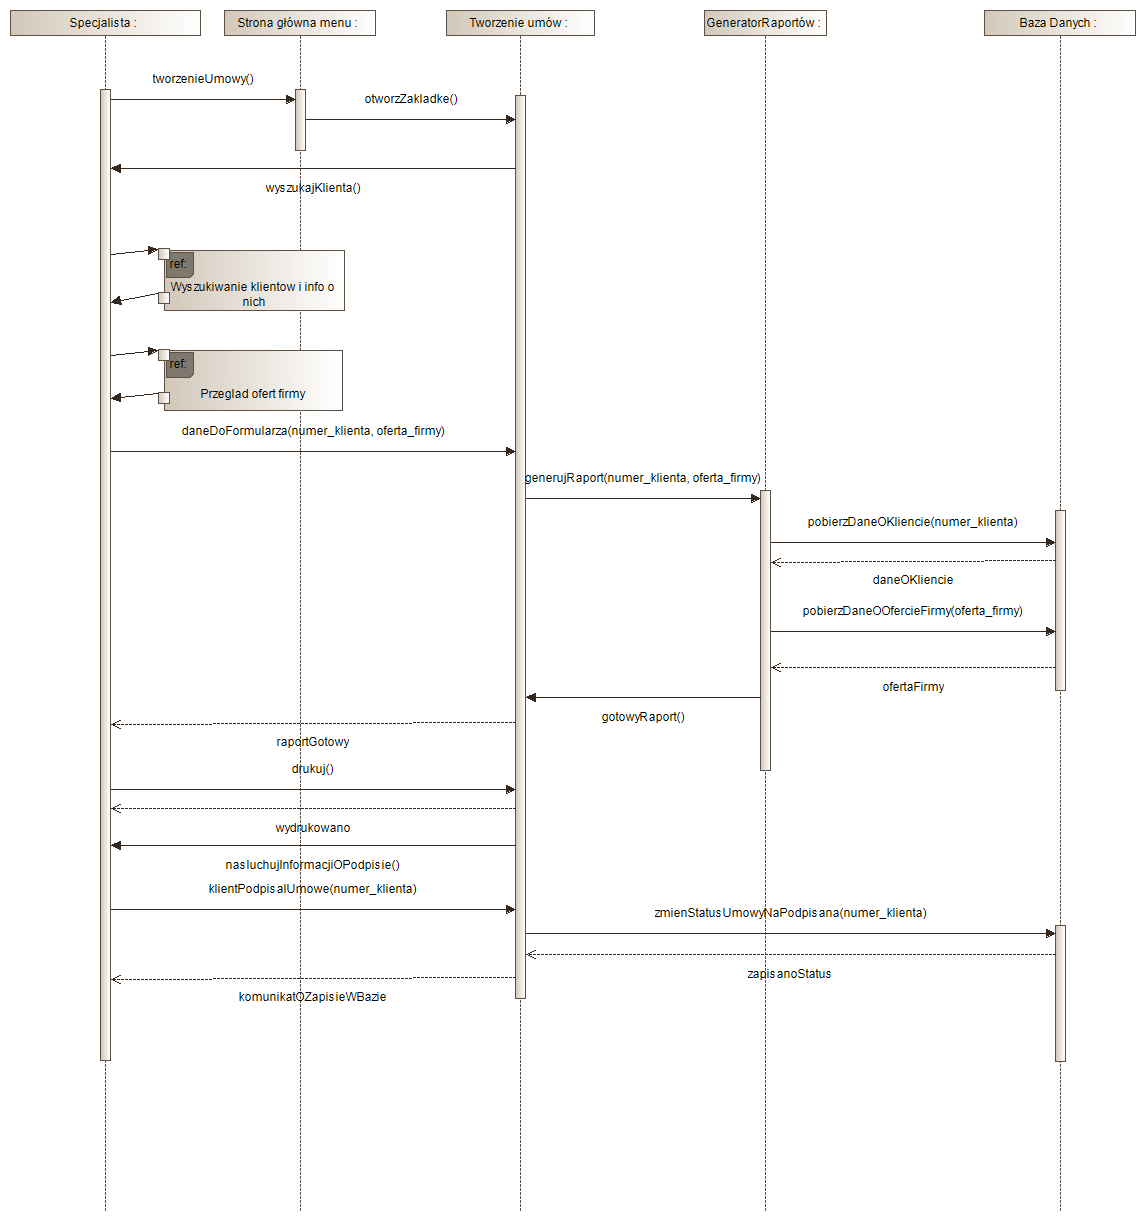 Specjalista :
Strona główna menu :
Tworzenie umów :
GeneratorRaportów :
Baza Danych :
tworzenieUmowy()
otworzZakladke()
wyszukajKlienta()
ref:
Wyszukiwanie klientow i info o
nich
ref:
Przeglad ofert firmy
daneDoFormularza(numer_klienta, oferta_firmy)
generujRaport(numer_klienta, oferta_firmy)
pobierzDaneOKliencie(numer_klienta)
daneOKliencie
pobierzDaneOOfercieFirmy(oferta_firmy)
ofertaFirmy
gotowyRaport()
raportGotowy
drukuj()
wydrukowano
nasluchujInformacjiOPodpisie()
klientPodpisalUmowe(numer_klienta)
zmienStatusUmowyNaPodpisana(numer_klienta)
zapisanoStatus
komunikatOZapisieWBazie